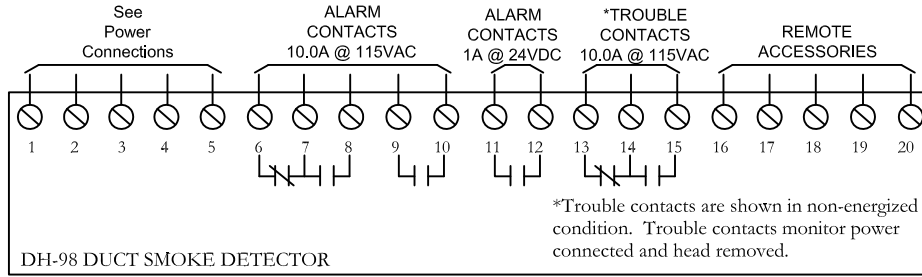 See
Power
Connections
ALARM
CONTACTS
10.0A @ 115VAC
ALARM
CONTACTS
1A @ 24VDC
*TROUBLE
CONTACTS
10.0A @ 115VAC
REMOTE
ACCESSORIES
1 2 3 4 5 6 7 8 9 10 11 12 13 14 15 16 17 18 19 20
*Trouble contacts are shown in non-energized
condition. Trouble contacts monitor power
connected and head removed.
DH-98 DUCT SMOKE DETECTOR